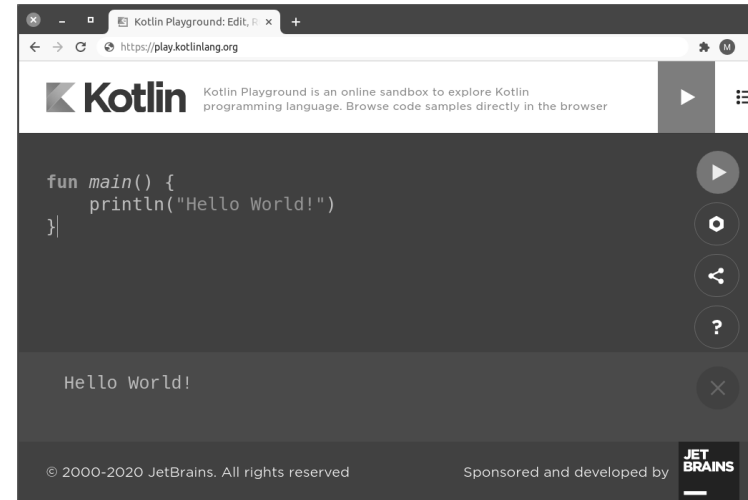 Kotlin Playground: Edit, R
https://play.kotlinlang.org
M
Kotlin
Kotlin Playground is an online sandbox to explore Kotlin
programming language. Browse code samples directly in the browser
fun main() {
    println("Hello World!")
}
?
Hello World!
© 2000-2020 JetBrains. All rights reserved
Sponsored and developed by
JET
BRAINS